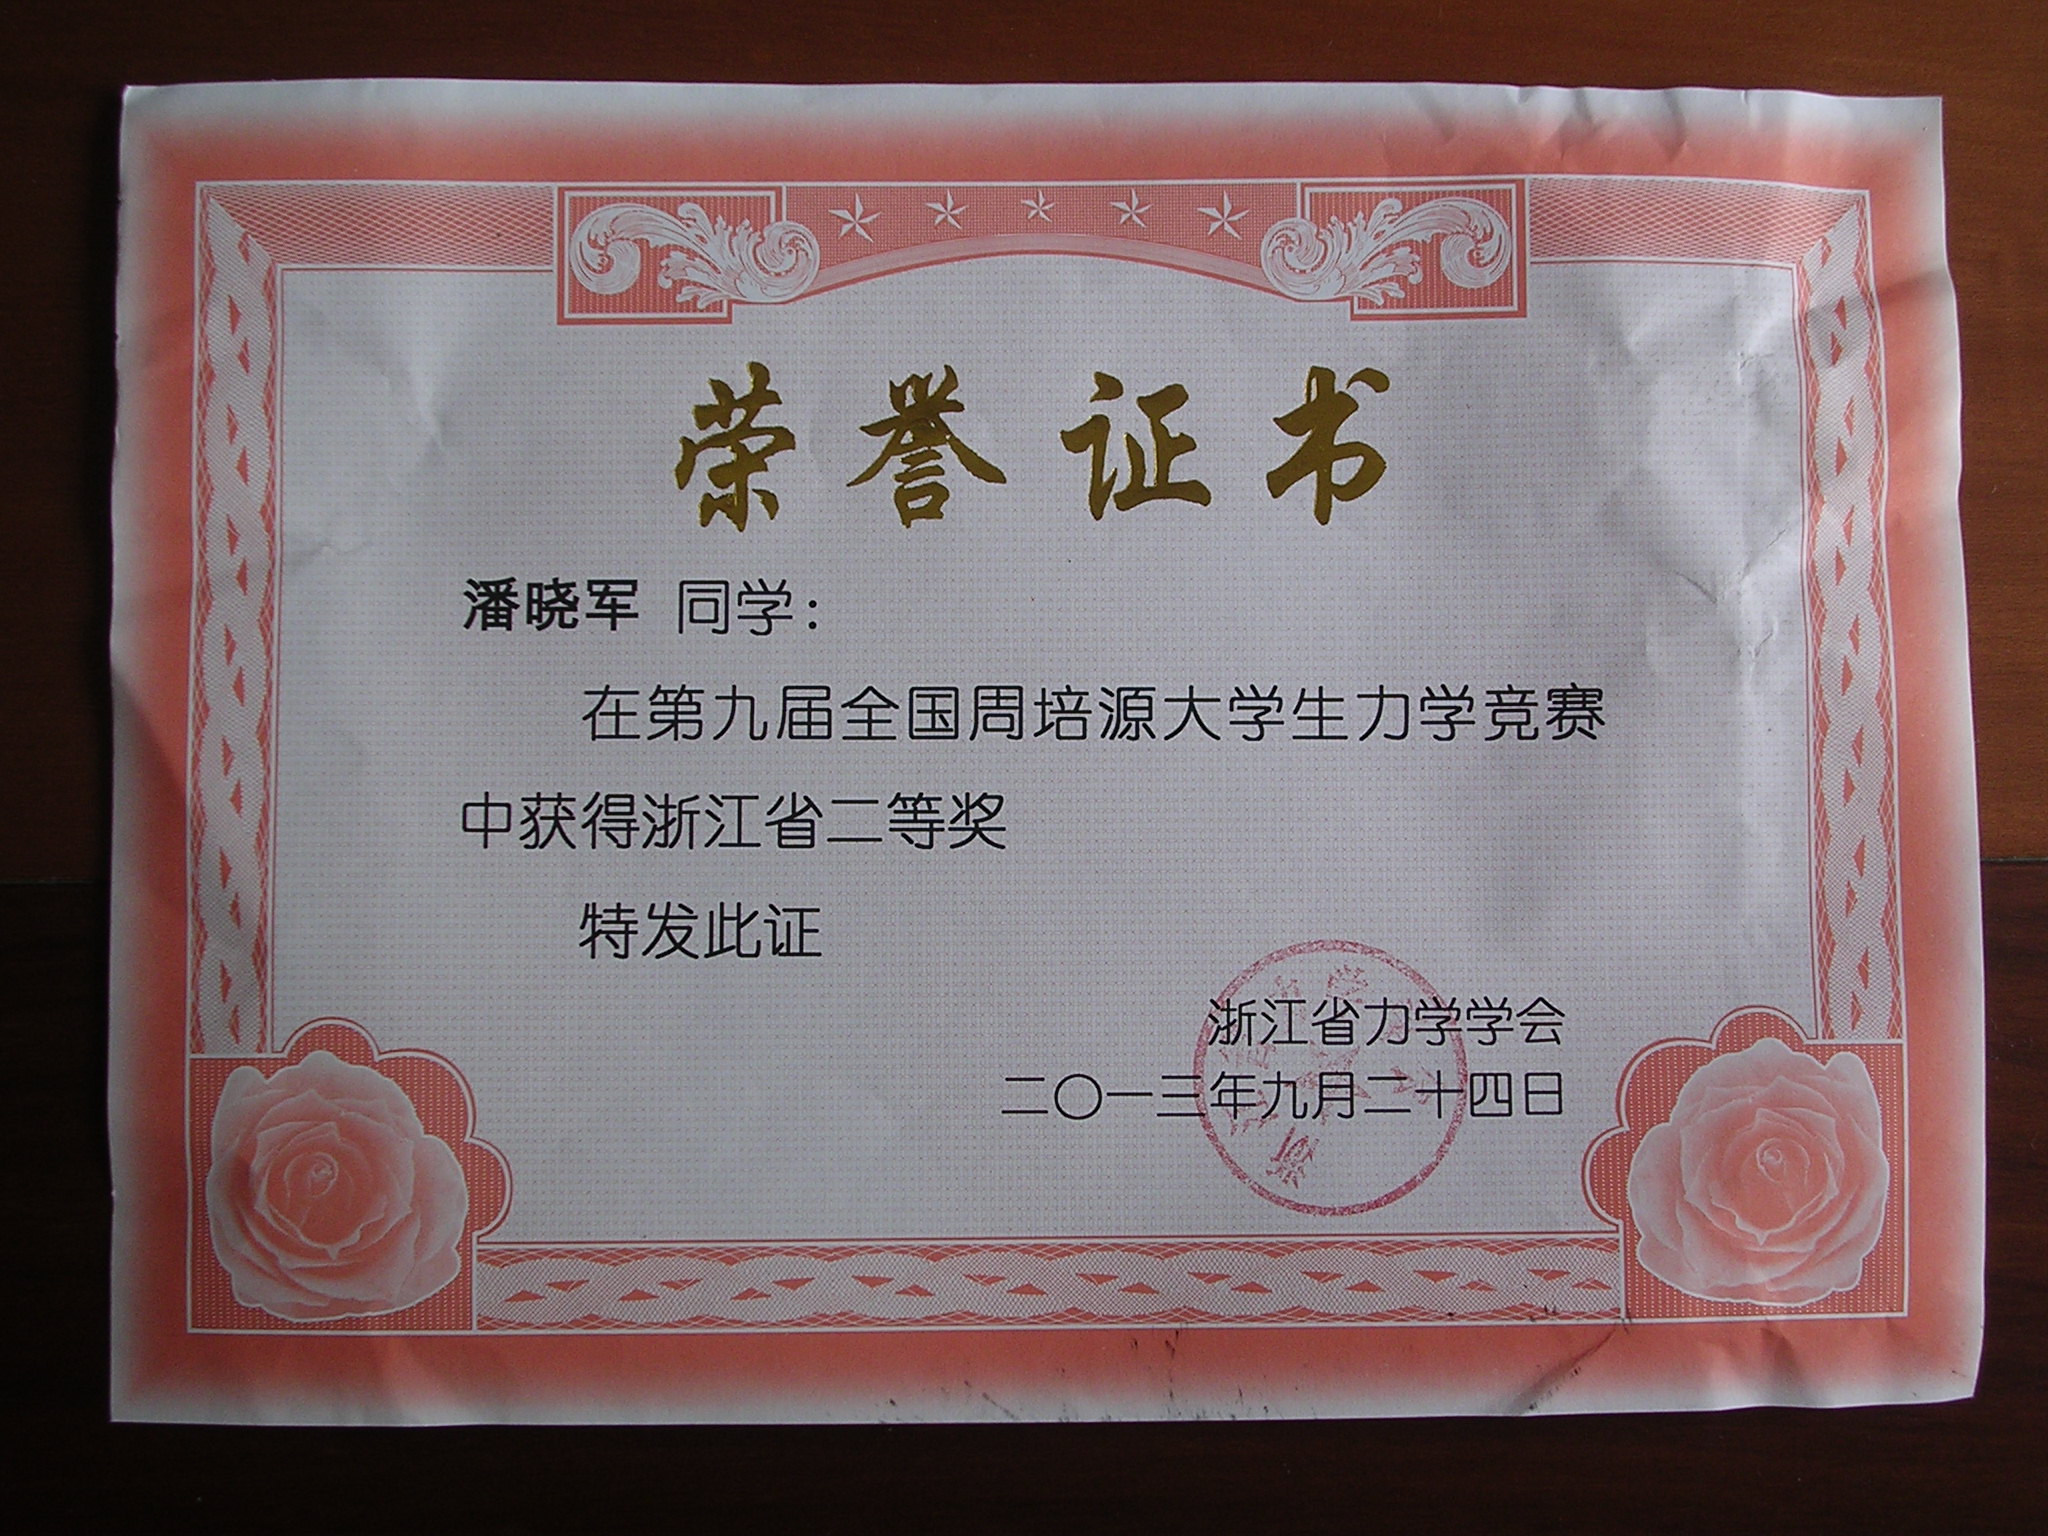 荣誉证书
潘晓军 同学：
在第九届全国周培源大学生力学竞赛
中获得浙江省二等奖
特发此证
浙江省力学学会
二〇一三年九月二十四日